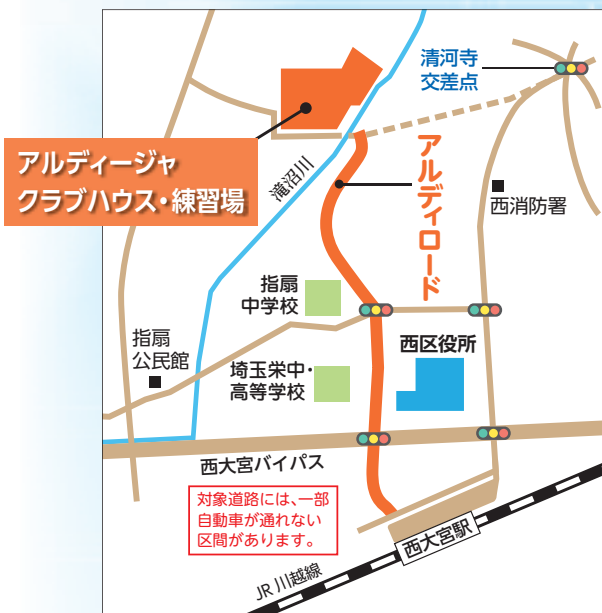 清河寺
交差点
アルディージャ
クラブハウス・練習場
滝沼川
アルディロード
西消防署
指扇
中学校
指扇
公民館
西区役所
埼玉栄中・
高等学校
西大宮バイパス
対象道路には、一部
自動車が通れない
区間があります。
西大宮駅
JR川越線